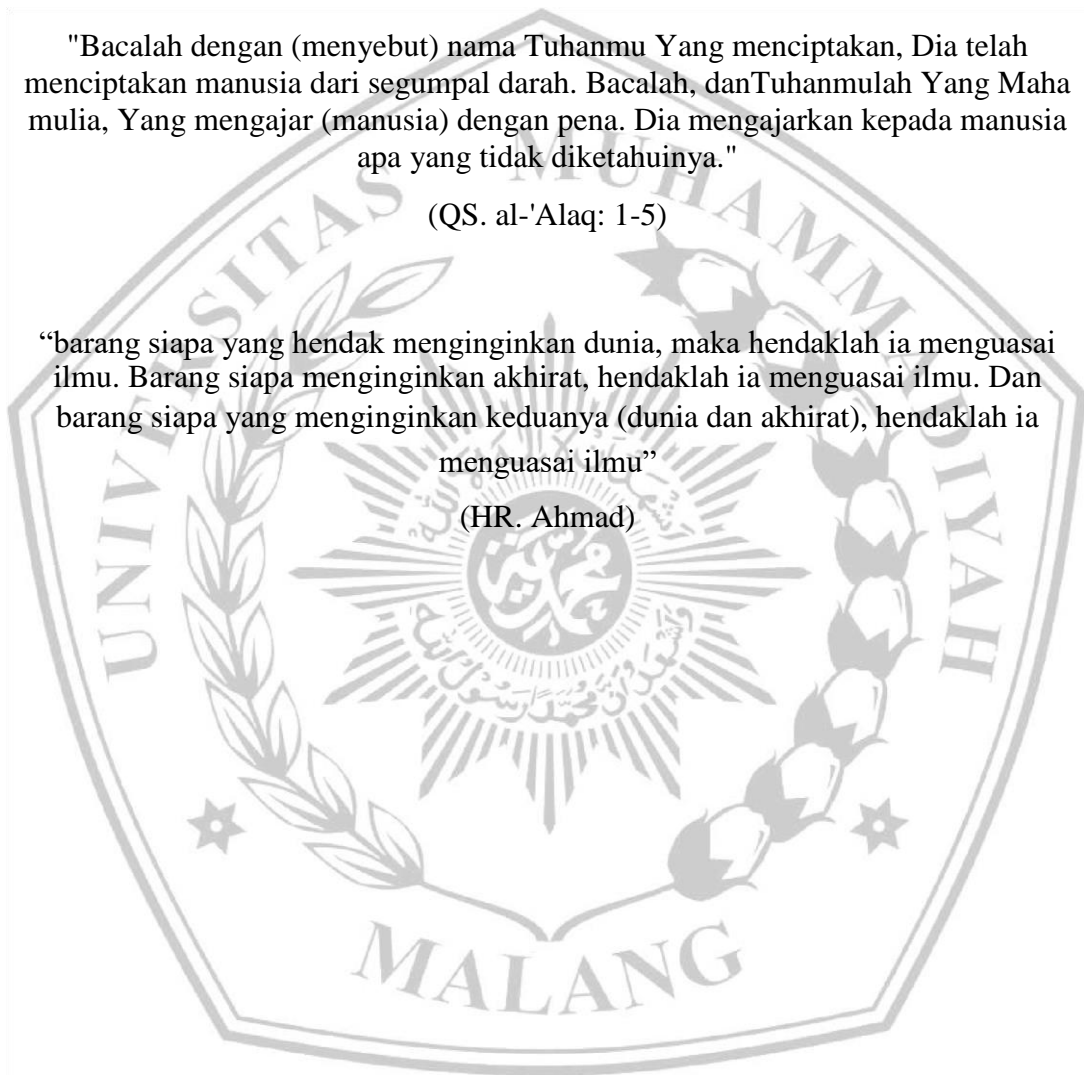 "Bacalah dengan (menyebut) nama Tuhanmu Yang menciptakan, Dia telah
menciptakan manusia dari segumpal darah. Bacalah, danTuhanmulah Yang Maha
mulia, Yang mengajar (manusia) dengan pena. Dia mengajarkan kepada manusia
apa yang tidak diketahuinya."
(QS. al-'Alaq: 1-5)
“barang siapa yang hendak menginginkan dunia, maka hendaklah ia menguasai
ilmu. Barang siapa menginginkan akhirat, hendaklah ia menguasai ilmu. Dan
barang siapa yang menginginkan keduanya (dunia dan akhirat), hendaklah ia
menguasai ilmu”
(HR. Ahmad)
UNIVERSITAS MUHAMMADIYAH
MALANG